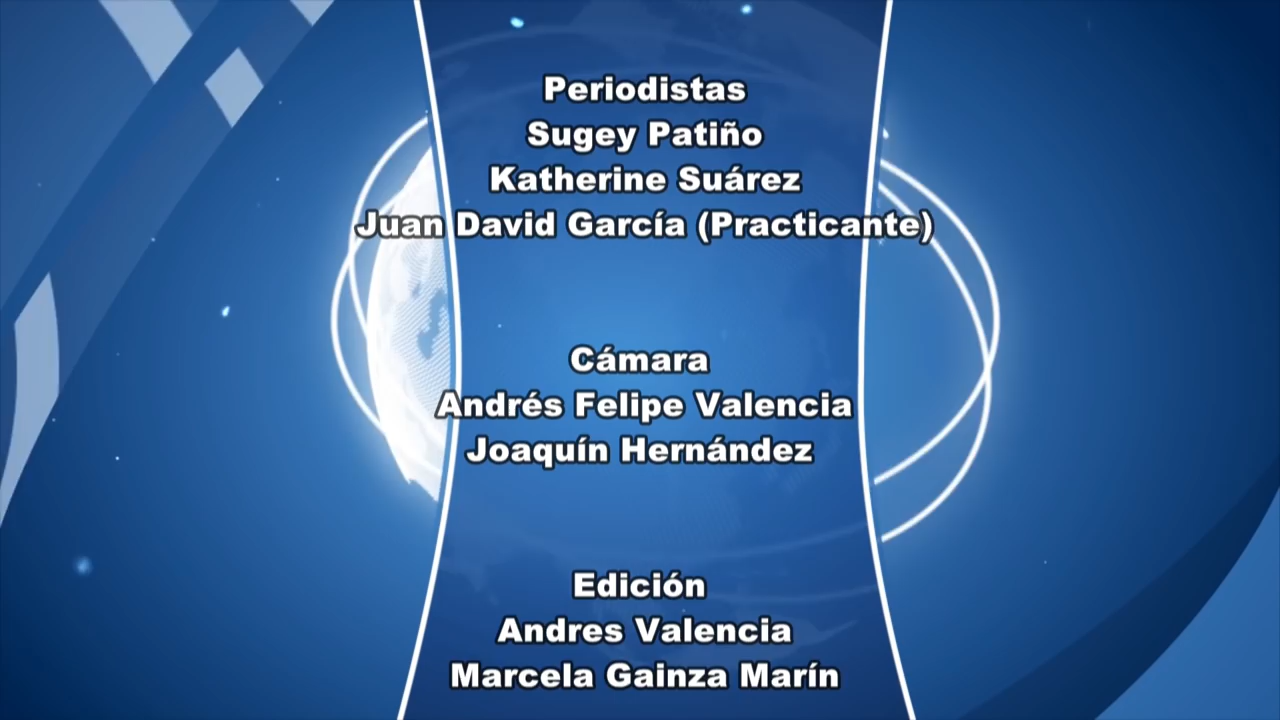 Periodistas
Sugey Patiño
Katherine Suárez
Juan David García (Practicante)
Cámara
Andrés Felipe Valencia
Joaquín Hernández
Edición
Andres Valencia
Marcela Gainza Marín